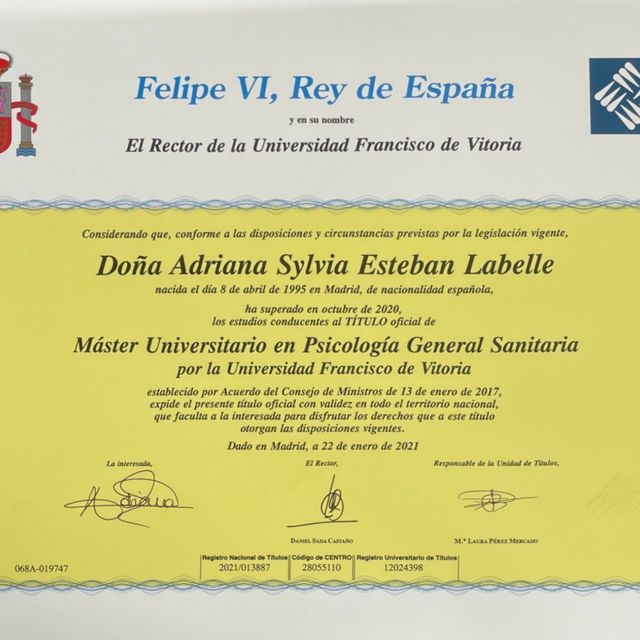 Felipe VI, Rey de España
y en su nombre
El Rector de la Universidad Francisco de Vitoria
Considerando que, conforme a las disposiciones y circunstancias previstas por la legislación vigente,
Doña Adriana Sylvia Esteban Labelle
nacida el día 8 de abril de 1995 en Madrid, de nacionalidad española,
ha superado en octubre de 2020,
los estudios conducentes al TÍTULO oficial de
Máster Universitario en Psicología General Sanitaria
por la Universidad Francisco de Vitoria
establecido por Acuerdo del Consejo de Ministros de 13 de enero de 2017,
expide el presente título oficial con validez en todo el territorio nacional,
que faculta a la interesada para disfrutar los derechos que a este título
otorgan las disposiciones vigentes.
Dado en Madrid, a 22 de enero de 2021
La interesada, El Rector, Responsable de la Unidad de Títulos,
Adriana
DANIEL SADA CASTAÑO Mª LAURA PÉREZ MERCADO
Registro Nacional de Títulos Código de CENTRO Registro Universitario de Títulos
068A-019747 2021/013887 28055110 12024398